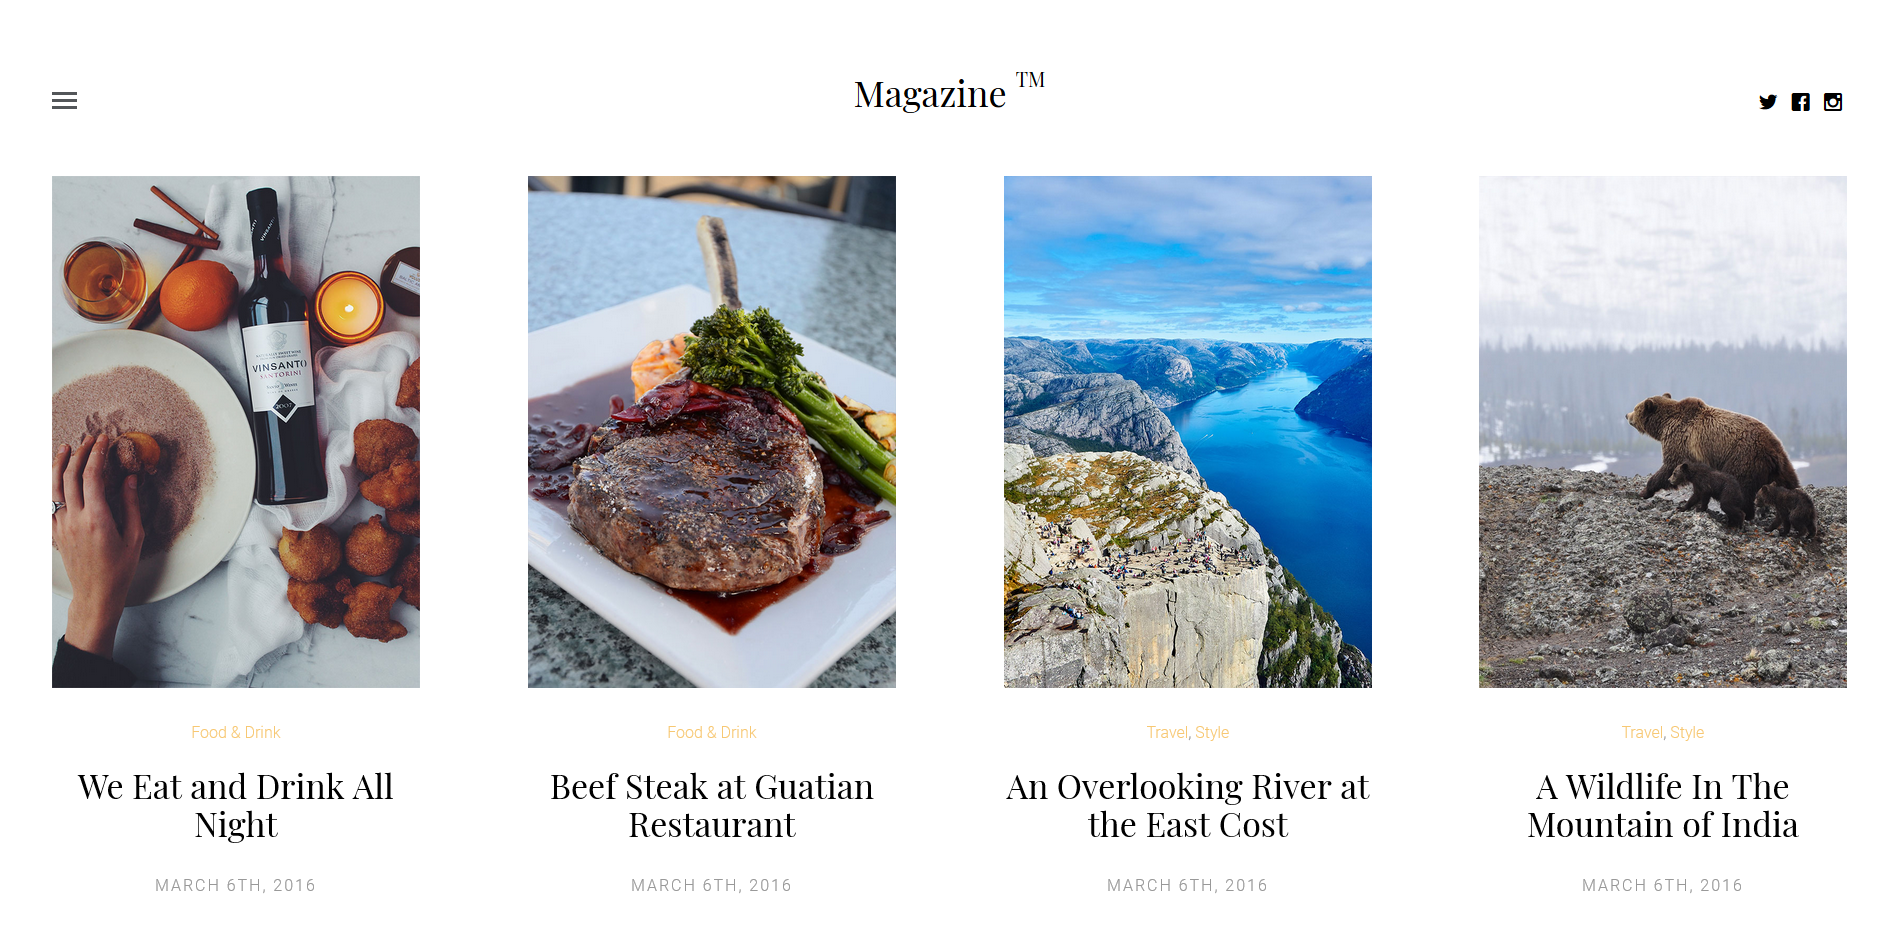 Magazine TM
VINSANTO
SANTORINI
2007
Food & Drink
We Eat and Drink All
Night
MARCH 6TH, 2016
Food & Drink
Beef Steak at Guatian
Restaurant
MARCH 6TH, 2016
Travel, Style
An Overlooking River at
the East Cost
MARCH 6TH, 2016
Travel, Style
A Wildlife In The
Mountain of India
MARCH 6TH, 2016